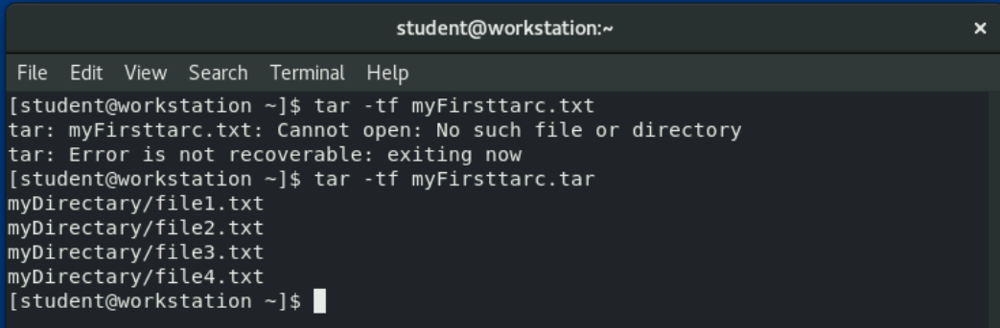 student@workstation:~ ×
File Edit View Search Terminal Help
[student@workstation ~]$ tar -tf myFirsttarc.txt
tar: myFirsttarc.txt: Cannot open: No such file or directory
tar: Error is not recoverable: exiting now
[student@workstation ~]$ tar -tf myFirsttarc.tar
myDirectary/file1.txt
myDirectary/file2.txt
myDirectary/file3.txt
myDirectary/file4.txt
[student@workstation ~]$